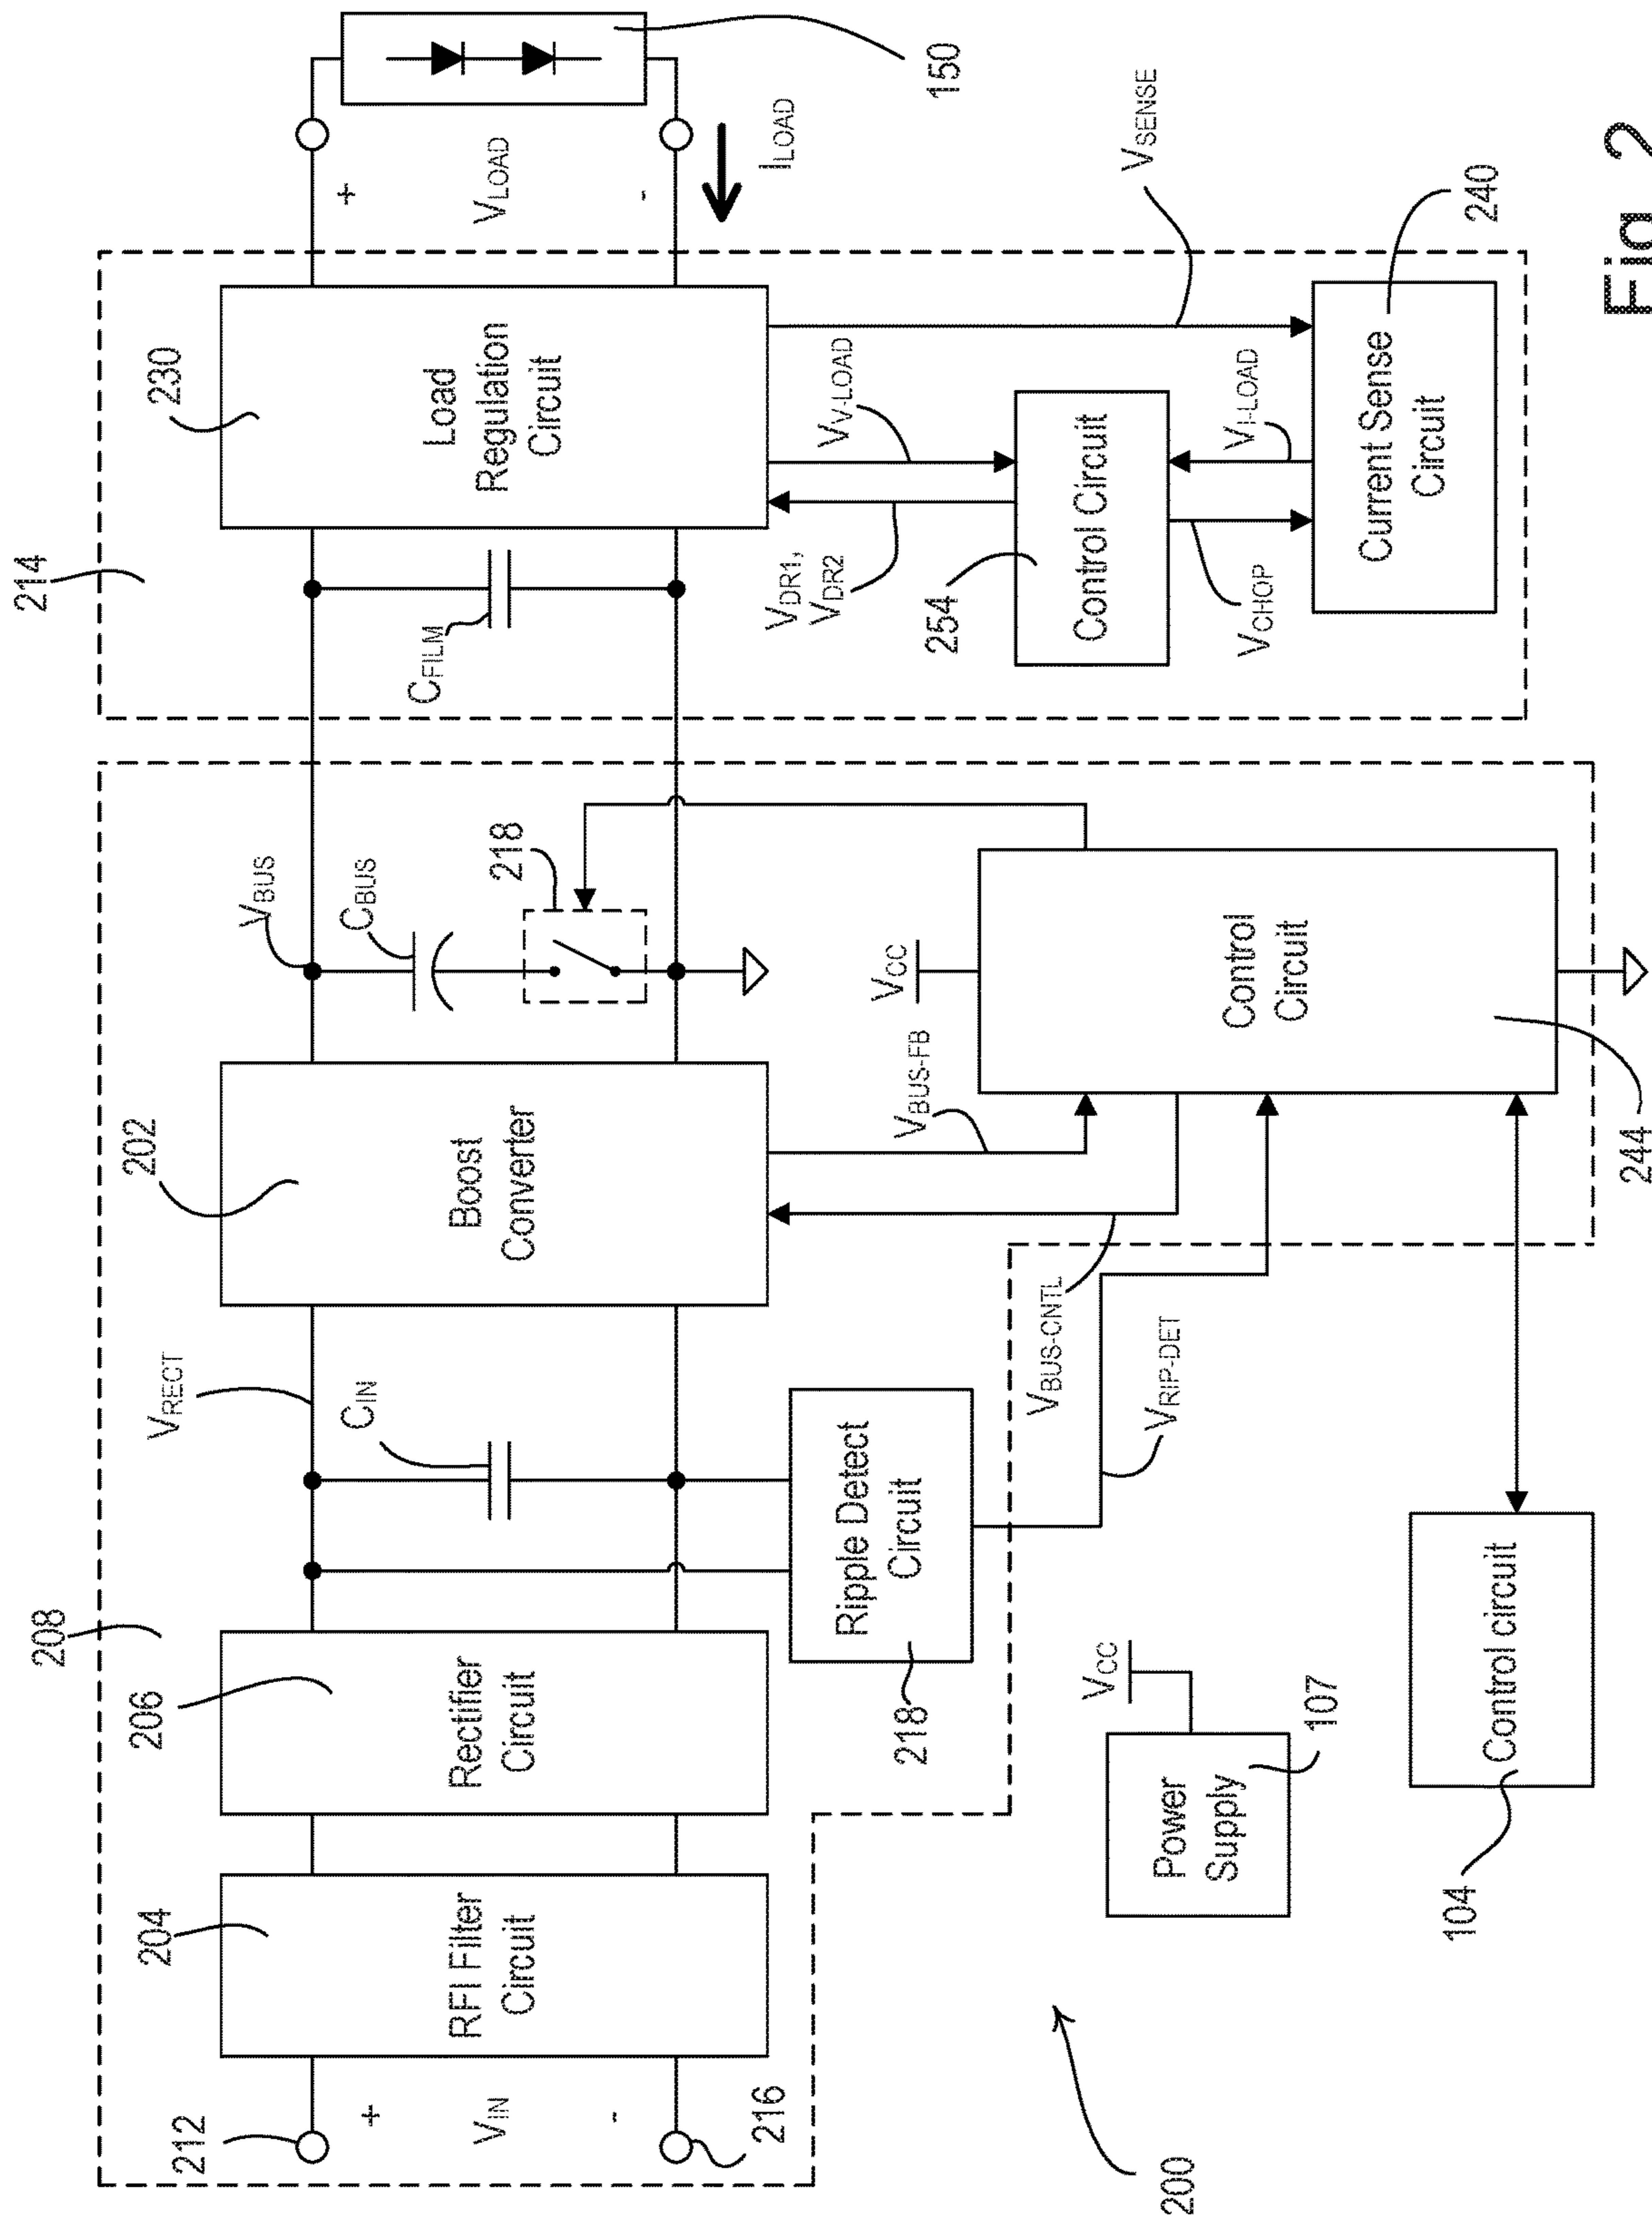 214
230
Load
Regulation
Circuit
CFILM
+
VLOAD
-
150
ILOAD
VDR1,
VDR2
VV-LOAD
VSENSE
254
Control Circuit
VCHOP
VI-LOAD
240
Current Sense
Circuit
208
212
+
VIN
-
216
204
RFI Filter
Circuit
206
Rectifier
Circuit
VRECT
CIN
202
Boost
Converter
VBUS
CBUS
218
218
Ripple Detect
Circuit
VBUS-FB
VCC
VBUS-CNTL
VRIP-DET
Control
Circuit
244
VCC
Power
Supply
107
104
Control circuit
200
Fig. 2